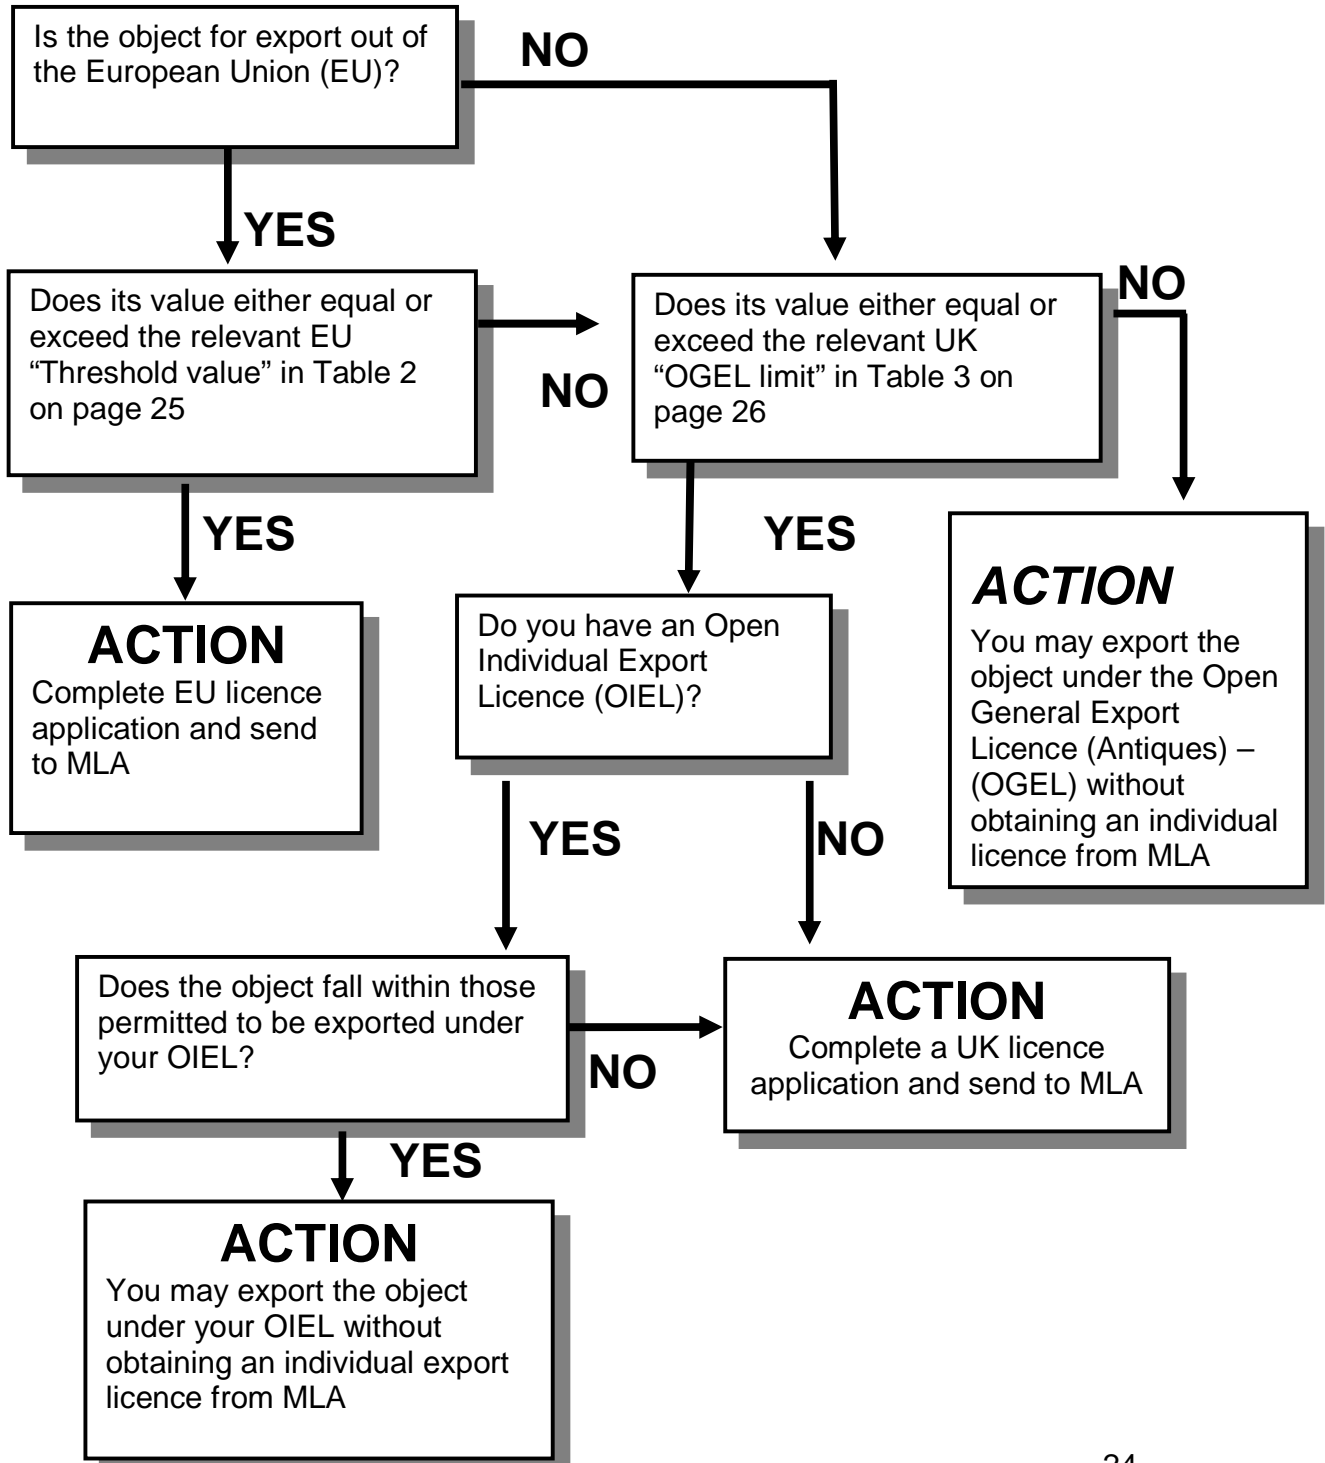 Is the object for export out of
the European Union (EU)?
NO
YES
Does its value either equal or
exceed the relevant EU
“Threshold value” in Table 2
on page 25
NO
Does its value either equal or
exceed the relevant UK
“OGEL limit” in Table 3 on
page 26
NO
YES
YES
ACTION
Complete EU licence
application and send
to MLA
Do you have an Open
Individual Export
Licence (OIEL)?
ACTION
You may export the
object under the Open
General Export
Licence (Antiques) –
(OGEL) without
obtaining an individual
licence from MLA
YES
NO
Does the object fall within those
permitted to be exported under
your OIEL?
NO
ACTION
Complete a UK licence
application and send to MLA
YES
ACTION
You may export the object
under your OIEL without
obtaining an individual export
licence from MLA